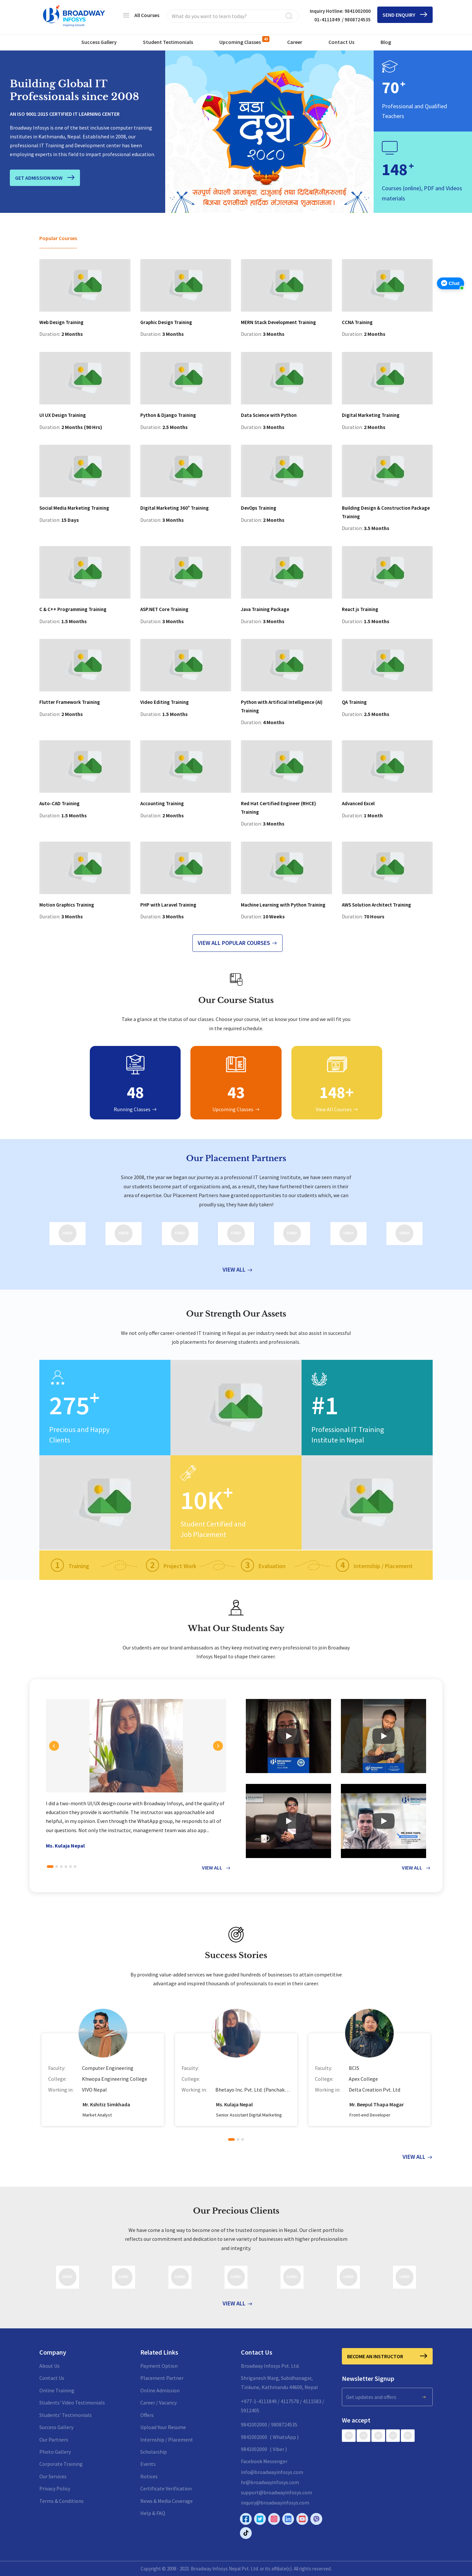 BROADWAY
INFOSYS
All Courses
What do you want to learn today?
Inquiry Hotline: 9841002000
01-4111849 / 9808724535
SEND ENQUIRY
Success Gallery
Student Testimonials
Upcoming Classes
Career
Contact Us
Blog
Building Global IT
Professionals since 2008
AN ISO 9001:2015 CERTIFIED IT LEARNING CENTER
Broadway Infosys is one of the best inclusive computer training
institutes in Kathmandu, Nepal. Established in 2008, our
professional IT Training and Development center has been
employing experts in this field to impart professional education.
GET ADMISSION NOW
बडा
दशैं
२०८०
सम्पूर्ण नेपाली आमाबुवा, दाजुभाई तथा दिदिबहिनीहरुलाई,
बिजया दशमीको हार्दिक मंगलमय शुभकामना।
70+
Professional and Qualified
Teachers
148+
Courses (online), PDF and Videos
materials
Chat
Popular Courses
Web Design Training
Duration: 2 Months
Graphic Design Training
Duration: 3 Months
MERN Stack Development Training
Duration: 3 Months
CCNA Training
Duration: 2 Months
UI UX Design Training
Duration: 2 Months (90 Hrs)
Python & Django Training
Duration: 2.5 Months
Data Science with Python
Duration: 3 Months
Digital Marketing Training
Duration: 2 Months
Social Media Marketing Training
Duration: 15 Days
Digital Marketing 360° Training
Duration: 3 Months
DevOps Training
Duration: 2 Months
Building Design & Construction Package
Training
Duration: 3.5 Months
C & C++ Programming Training
Duration: 1.5 Months
ASP.NET Core Training
Duration: 3 Months
Java Training Package
Duration: 3 Months
React js Training
Duration: 1.5 Months
Flutter Framework Training
Duration: 2 Months
Video Editing Training
Duration: 1.5 Months
Python with Artificial Intelligence (AI)
Training
Duration: 4 Months
QA Training
Duration: 2.5 Months
Auto-CAD Training
Duration: 1.5 Months
Accounting Training
Duration: 2 Months
Red Hat Certified Engineer (RHCE)
Training
Duration: 3 Months
Advanced Excel
Duration: 1 Month
Motion Graphics Training
Duration: 3 Months
PHP with Laravel Training
Duration: 3 Months
Machine Learning with Python Training
Duration: 10 Weeks
AWS Solution Architect Training
Duration: 70 Hours
VIEW ALL POPULAR COURSES →
Our Course Status
Take a glance at the status of our classes. Choose your course, let us know your time and we will fit you
in the required schedule.
48
Running Classes →
43
Upcoming Classes →
148+
View All Courses →
Our Placement Partners
Since 2008, the year we began our journey as a professional IT Learning Institute, we have seen many of
our students become part of organizations and, as a result, they have furthered their careers in their
area of expertise. Our Placement Partners have granted opportunities to our students which, we can
proudly say, they have duly taken!
VIEW ALL →
Our Strength Our Assets
We not only offer career-oriented IT training in Nepal as per industry needs but also assist in successful
job placements for deserving students and professionals.
275+
Precious and Happy
Clients
#1
Professional IT Training
Institute in Nepal
10K+
Student Certified and
Job Placement
1 Training
2 Project Work
3 Evaluation
4 Internship / Placement
What Our Students Say
Our students are our brand ambassadors as they keep motivating every professional to join Broadway
Infosys Nepal to shape their career.
I did a two-month UI/UX design course with Broadway Infosys, and the quality of
education they provide is worthwhile. The instructor was approachable and
helpful, in my opinion. Even through the WhatApp group, he responds to all of
our questions. Not only the instructor, management team was also app...
Ms. Kulaja Nepal
VIEW ALL →
VIEW ALL →
Success Stories
By providing value-added services we have guided hundreds of businesses to attain competitive
advantage and inspired thousands of professionals to excel in their career.
Faculty: Computer Engineering
College: Khwopa Engineering College
Working in: VIVO Nepal
Mr. Kshitiz Simkhada
Market Analyst
Faculty:
College:
Working in: Bhetayo Inc. Pvt. Ltd. (Panchak...
Ms. Kulaja Nepal
Senior Assistant Digital Marketing
Faculty: BCIS
College: Apex College
Working in: Delta Creation Pvt. Ltd
Mr. Beepul Thapa Magar
Front-end Developer
VIEW ALL →
Our Precious Clients
We have come a long way to become one of the trusted companies in Nepal. Our client portfolio
reflects our commitment and dedication to serve variety of businesses with our client highprofessionalism
and integrity.
VIEW ALL →
Company
About Us
Contact Us
Online Training
Students' Video Testimonials
Students' Testimonials
Success Gallery
Our Partners
Photo Gallery
Corporate Training
Our Services
Privacy Policy
Terms & Conditions
Related Links
Payment Option
Placement Partner
Online Admission
Career / Vacancy
Offers
Upload Your Resume
Internship / Placement
Scholarship
Events
Notices
Certificate Verification
News & Media Coverage
Help & FAQ
Contact Us
Broadway Infosys Pvt. Ltd.
Shrigonesh Marg, Subidhanagar,
Tinkune, Kathmandu 44600, Nepal
+977-1-4111849 / 4117578 / 4111583 /
5912465
9841002000 / 9808724535
9841002000 ( WhatsApp )
9841002000 ( Viber )
Facebook Messenger
info@broadwayinfosys.com
hr@broadwayinfosys.com
support@broadwayinfosys.com
inquiry@broadwayinfosys.com
BECOME AN INSTRUCTOR
Newsletter Signup
Get updates and offers
We accept
Copyright © 2008 - 2023. Broadway Infosys Nepal Pvt. Ltd. or its affiliate(s). All rights reserved.